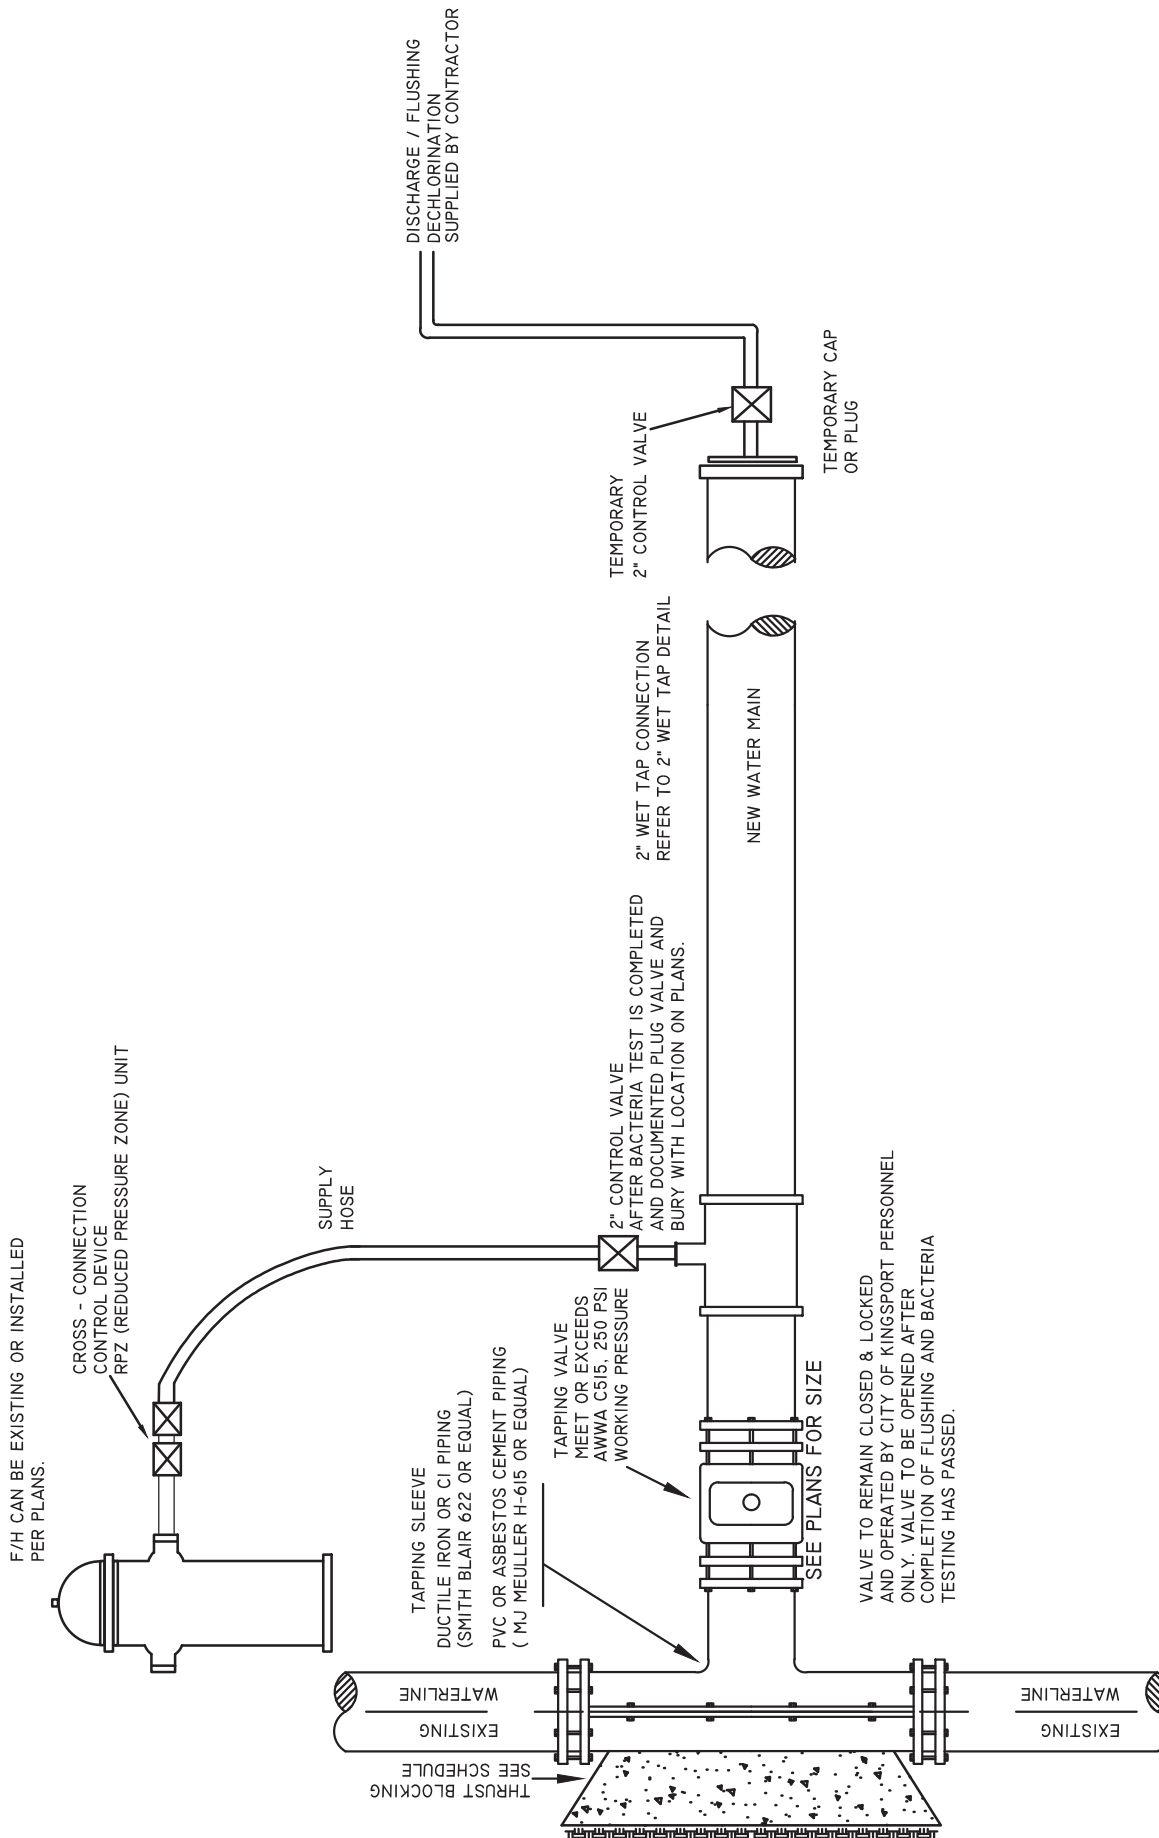 F/H CAN BE EXISTING OR INSTALLED
PER PLANS.
CROSS - CONNECTION
CONTROL DEVICE
RPZ (REDUCED PRESSURE ZONE) UNIT
SUPPLY
HOSE
DISCHARGE / FLUSHING
DECHLORINATION
SUPPLIED BY CONTRACTOR
TAPPING SLEEVE
DUCTILE IRON OR CI PIPING
(SMITH BLAIR 622 OR EQUAL)
PVC OR ASBESTOS CEMENT PIPING
( MJ MEULLER H-615 OR EQUAL)
TAPPING VALVE
MEET OR EXCEEDS
AWWA C515, 250 PSI
WORKING PRESSURE
2" CONTROL VALVE
AFTER BACTERIA TEST IS COMPLETED
AND DOCUMENTED PLUG VALVE AND
BURY WITH LOCATION ON PLANS.
2" WET TAP CONNECTION
REFER TO 2" WET TAP DETAIL
TEMPORARY
2" CONTROL VALVE
THRUST BLOCKING
SEE SCHEDULE
EXISTING
WATERLINE
EXISTING
WATERLINE
NEW WATER MAIN
SEE PLANS FOR SIZE
TEMPORARY CAP
OR PLUG
VALVE TO REMAIN CLOSED & LOCKED
AND OPERATED BY CITY OF KINGSPORT PERSONNEL
ONLY. VALVE TO BE OPENED AFTER
COMPLETION OF FLUSHING AND BACTERIA
TESTING HAS PASSED.